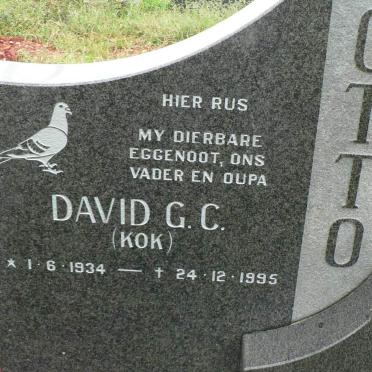 HIER RUS
MY DIERBARE
EGGENOOT, ONS
VADER EN OUPA
DAVID G. C.
(KOK)
* 1 · 6 · 1934 — † 24 · 12 · 1995
OTTO